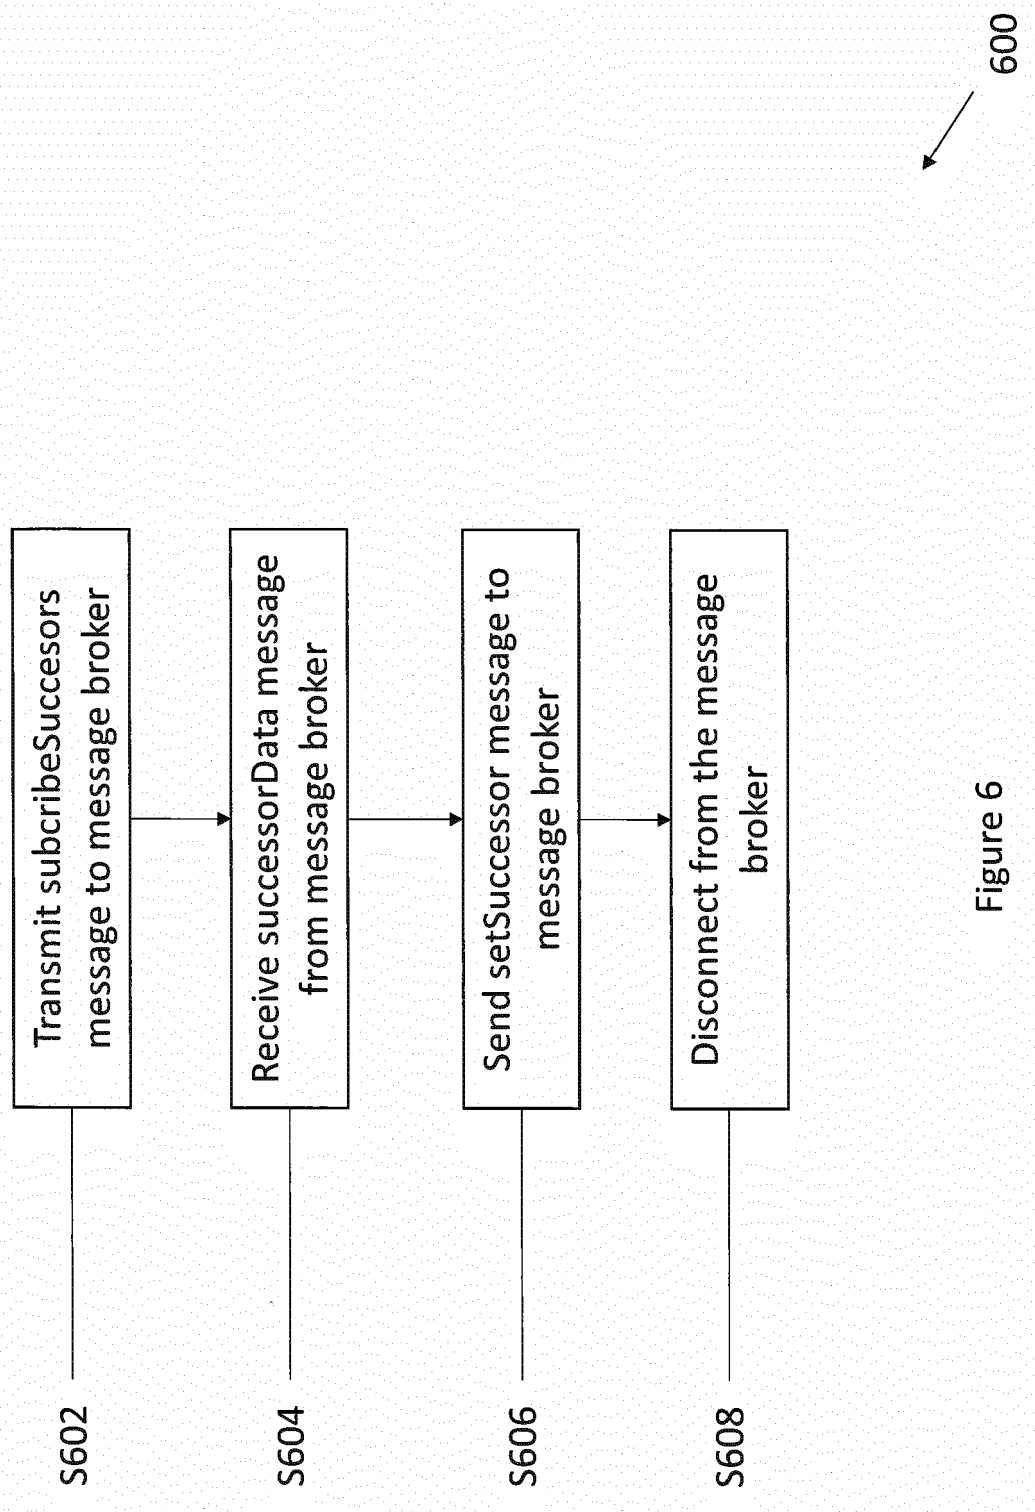 S602
Transmit subcribeSuccesors
message to message broker
S604
Receive successorData message
from message broker
S606
Send setSuccessor message to
message broker
S608
Disconnect from the message
broker
Figure 6
600